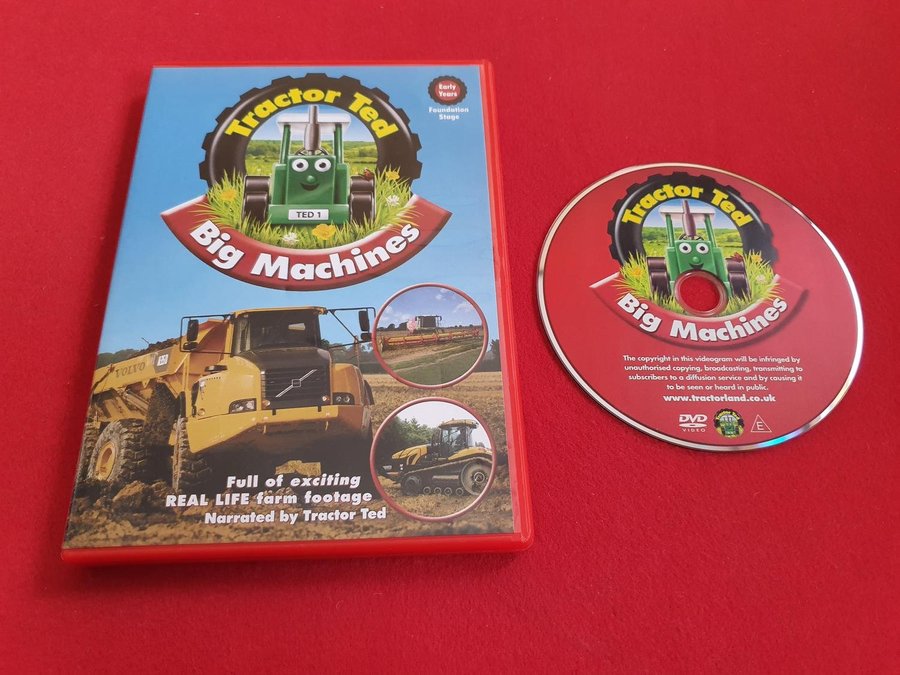 Tractor Ted
TED 1
Big Machines
Early
Years
Foundation
Stage
VOLVO
Full of exciting
REAL LIFE farm footage
Narrated by Tractor Ted
Tractor Ted
Big Machines
The copyright in this videogram will be infringed by
unauthorised copying, broadcasting, transmitting to
subscribers to a diffusion service and by causing it
to be seen or heard in public.
www.tractorland.co.uk
DVD
VIDEO
E